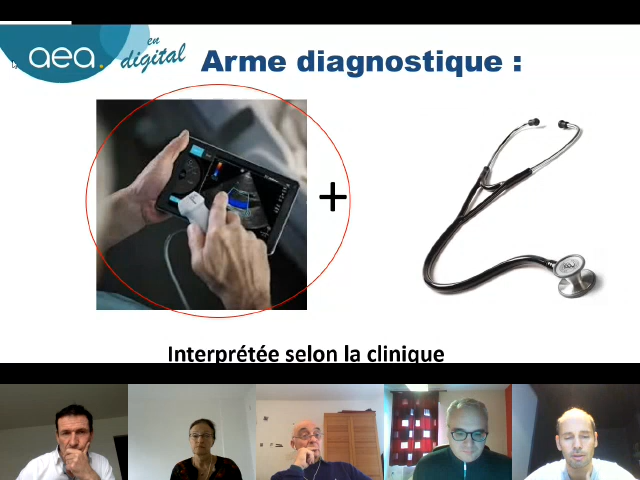 aea.
en
digital
Arme diagnostique :
+
Interprétée selon la clinique